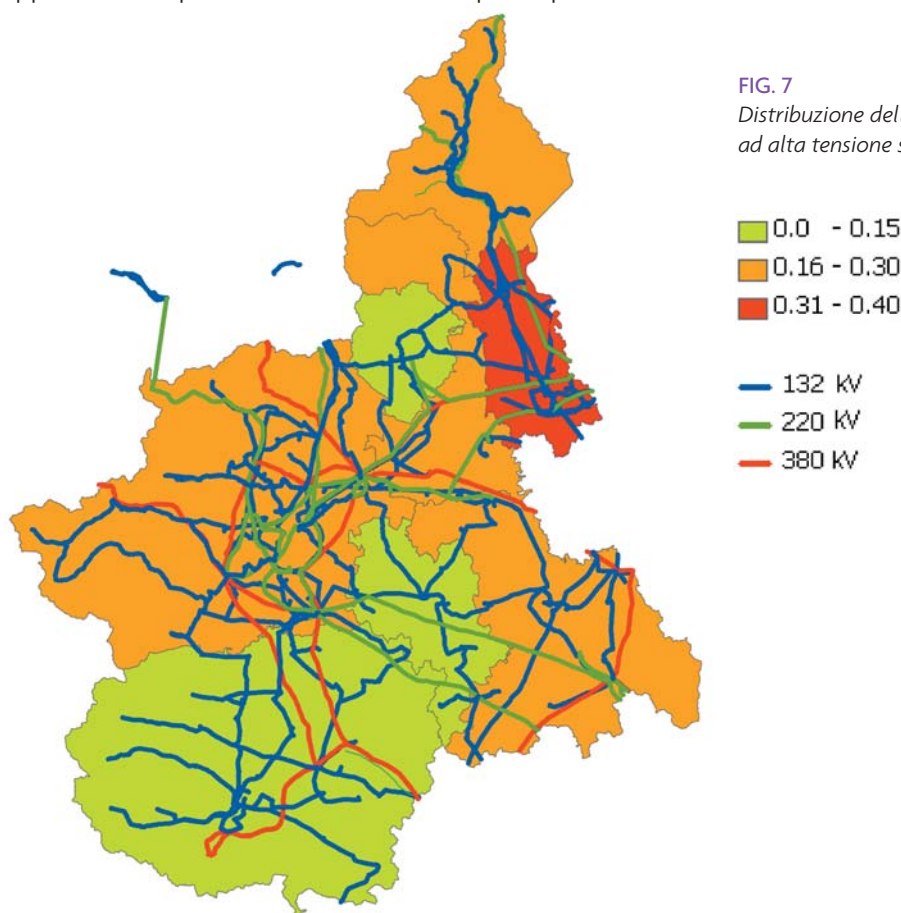 FIG. 7
Distribuzione del
ad alta tensione s
0.0 - 0.15
0.16 - 0.30
0.31 - 0.40
132 kV
220 kV
380 kV